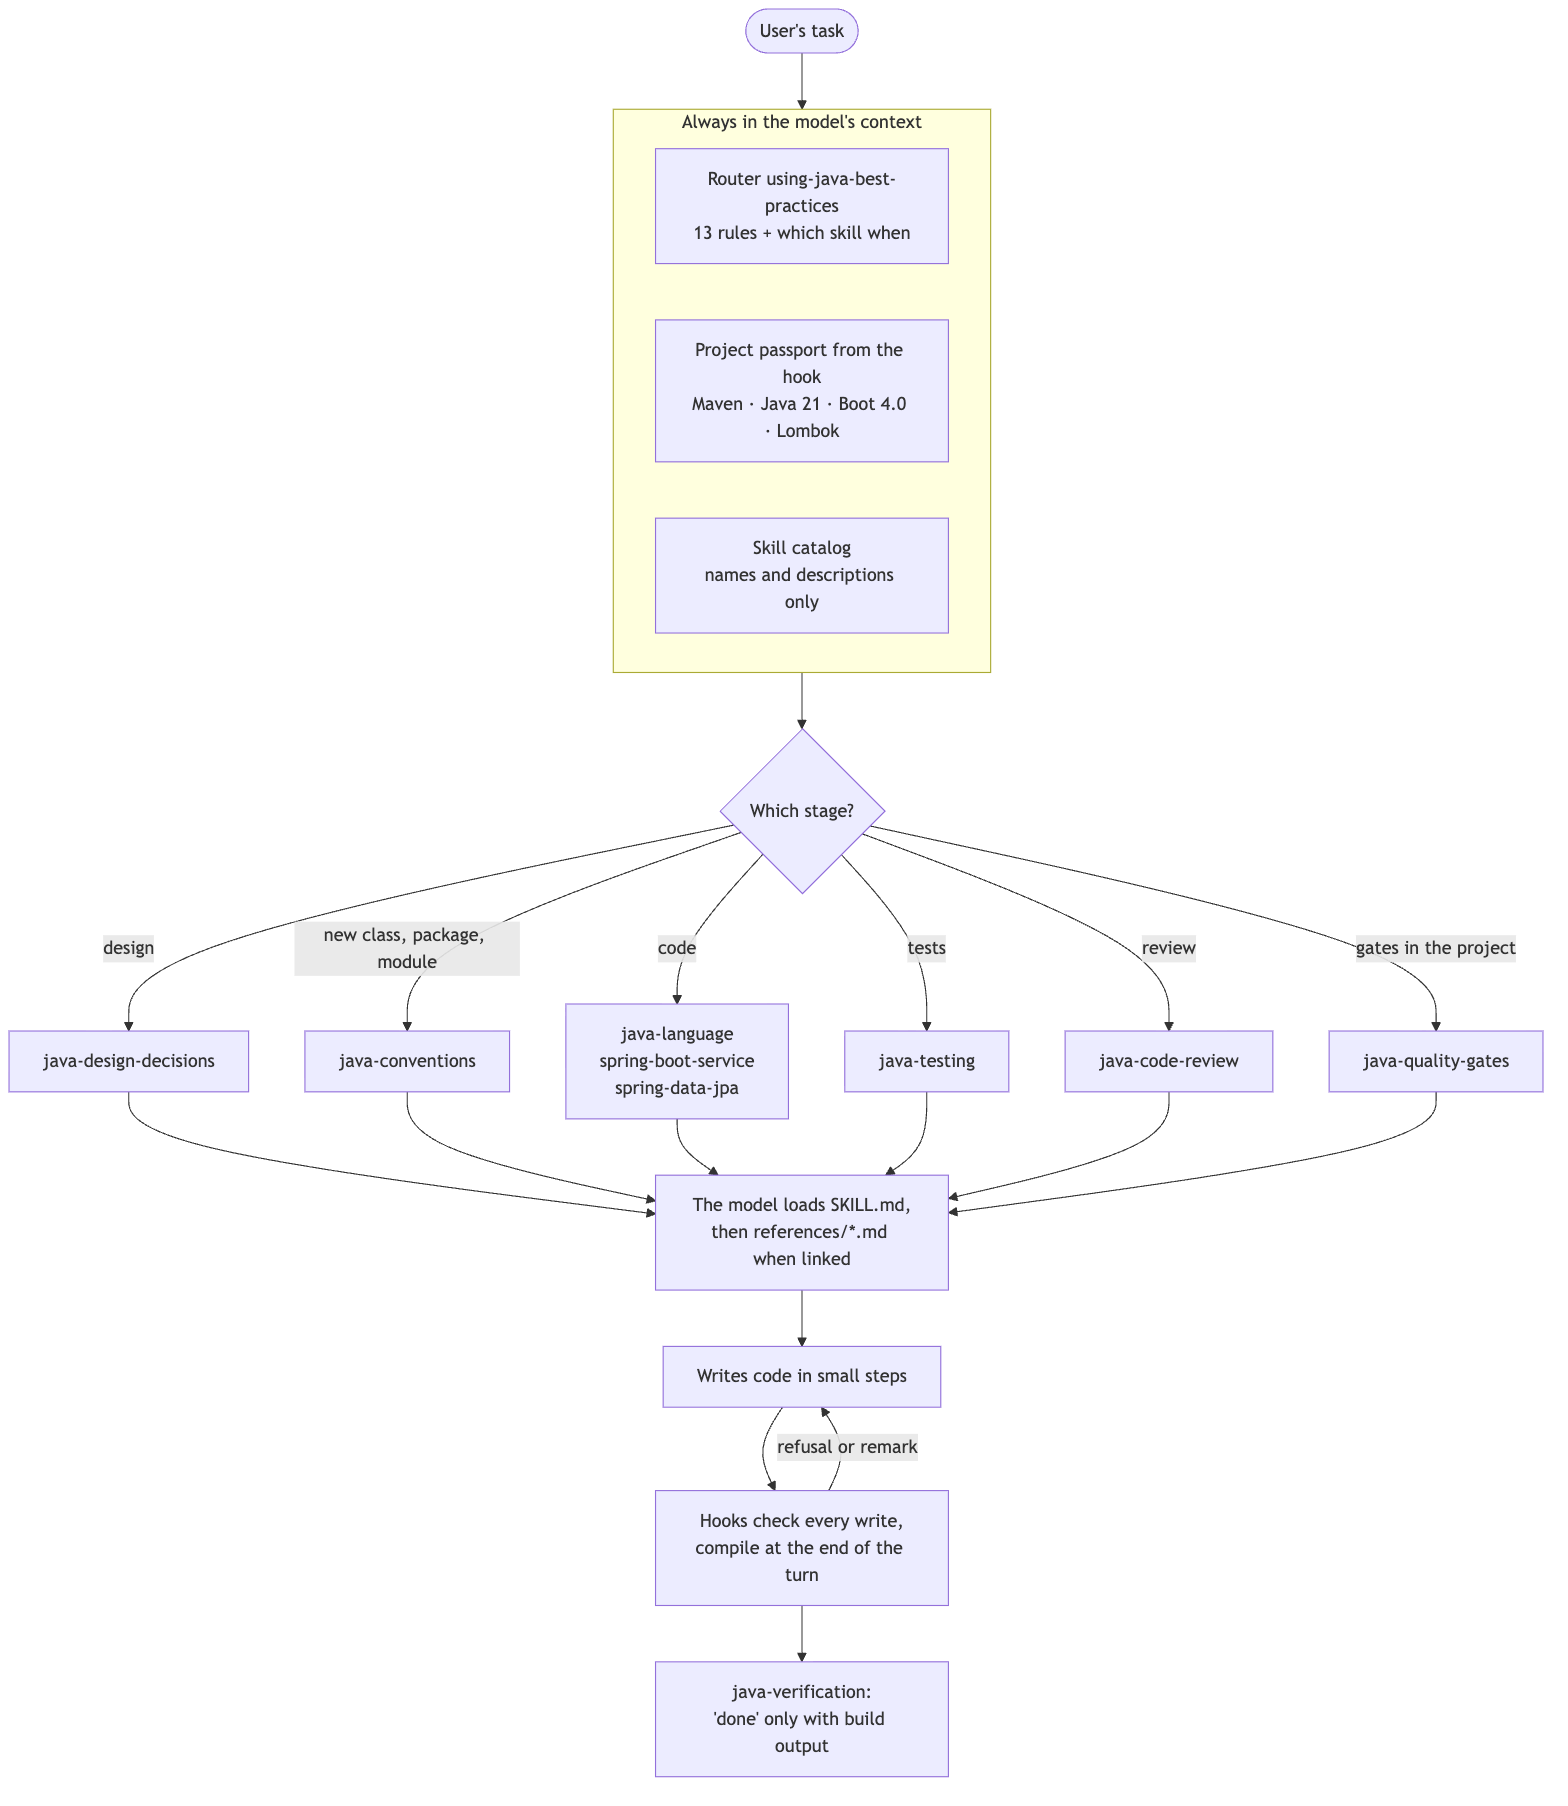 User's task
Always in the model's context
Router using-java-best-
practices
13 rules + which skill when
Project passport from the
hook
Maven · Java 21 · Boot 4.0
· Lombok
Skill catalog
names and descriptions
only
Which stage?
design
new class, package,
module
code
tests
review
gates in the project
java-design-decisions
java-conventions
java-language
spring-boot-service
spring-data-jpa
java-testing
java-code-review
java-quality-gates
The model loads SKILL.md,
then references/*.md
when linked
Writes code in small steps
refusal or remark
Hooks check every write,
compile at the end of the
turn
java-verification:
'done' only with build
output